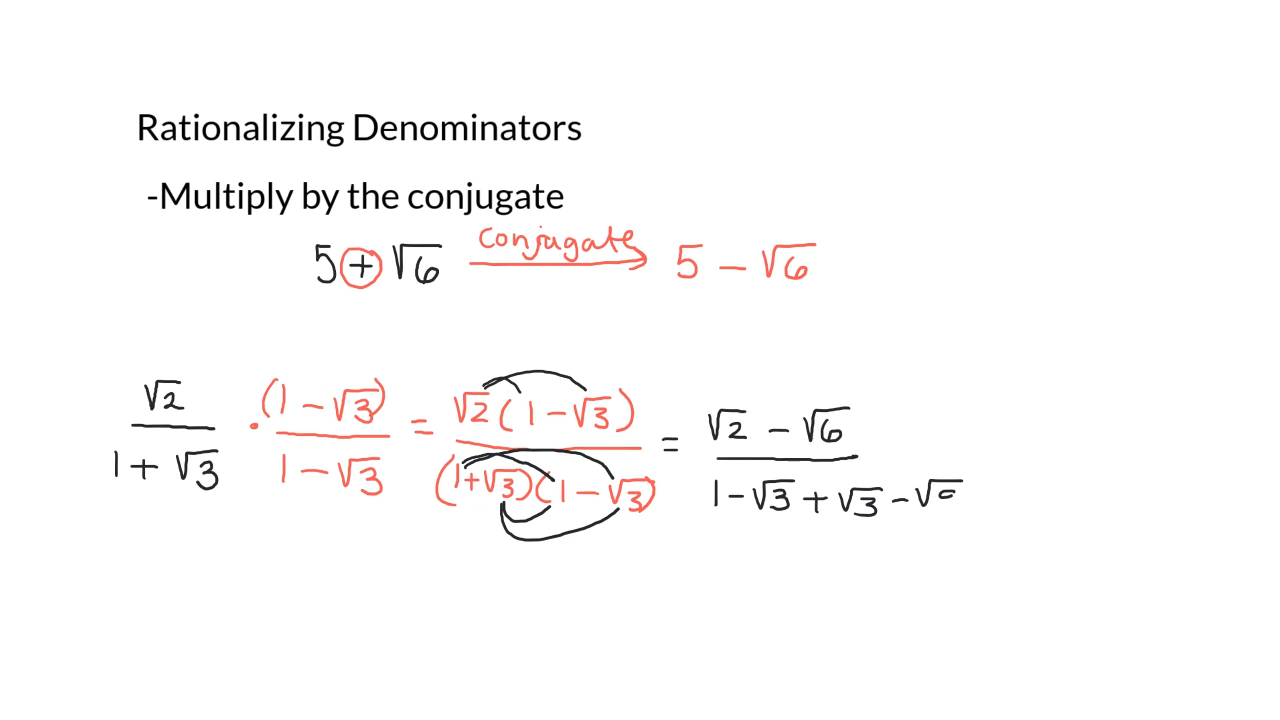 Rationalizing Denominators
-Multiply by the conjugate
5 + √6 conjugate → 5 − √6
√2 / 1 + √3 · (1 − √3) / 1 − √3 = √2 (1 − √3) / (1+√3)(1 − √3) = √2 − √6 / 1 − √3 + √3 − √